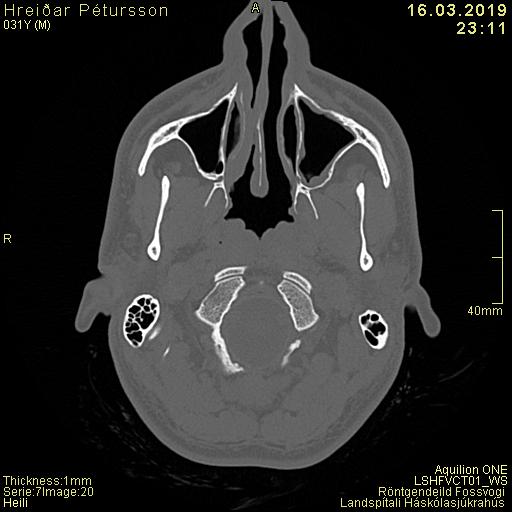 Hreiðar Pétursson
031Y (M)
A
16.03.2019
23:11
R
40mm
Thickness:1mm
Serie:7Image:20
Heili
Aquilion ONE
LSHFVCT01_WS
Röntgendeild Fossvogi
Landspítali Háskólasjúkrahús